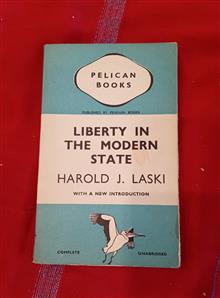 PELICAN
BOOKS
PUBLISHED BY PENGUIN BOOKS
LIBERTY IN
THE MODERN
STATE
HAROLD J. LASKI
WITH A NEW INTRODUCTION
COMPLETE UNABRIDGED